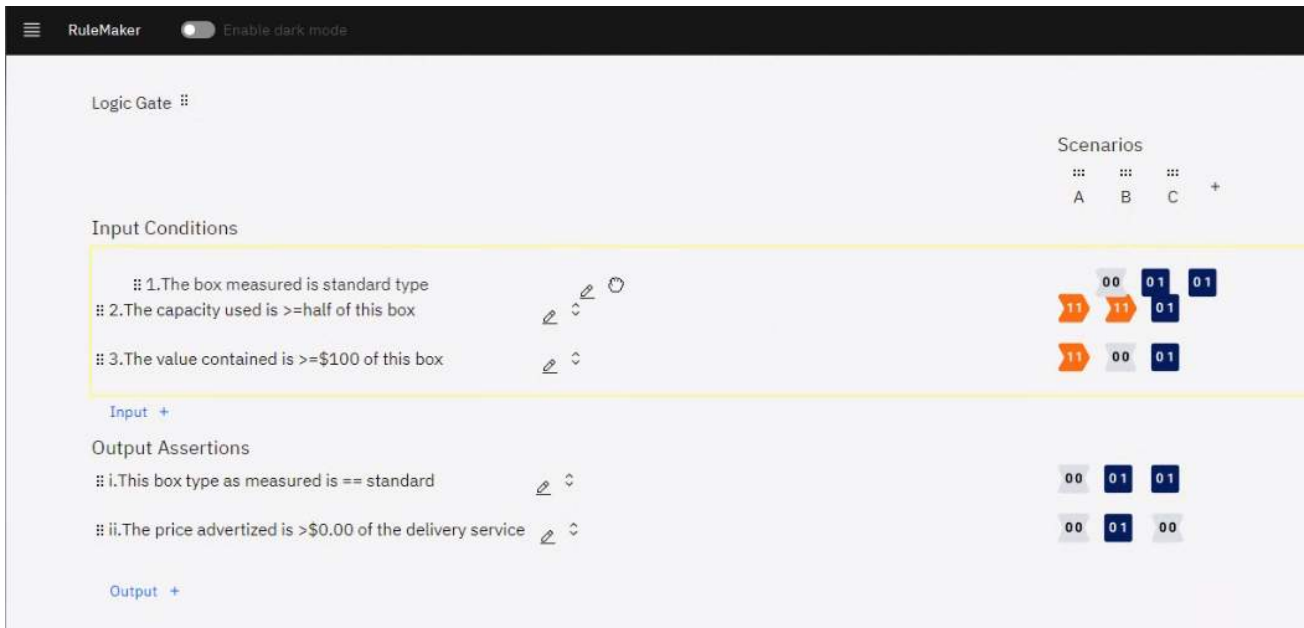 RuleMaker Enable dark mode
Logic Gate
Scenarios
A B C +
Input Conditions
1.The box measured is standard type 00 01 01
2.The capacity used is >=half of this box 11 11 01
3.The value contained is >=$100 of this box 11 00 01
Input +
Output Assertions
i.This box type as measured is == standard 00 01 01
ii.The price advertized is >$0.00 of the delivery service 00 01 00
Output +